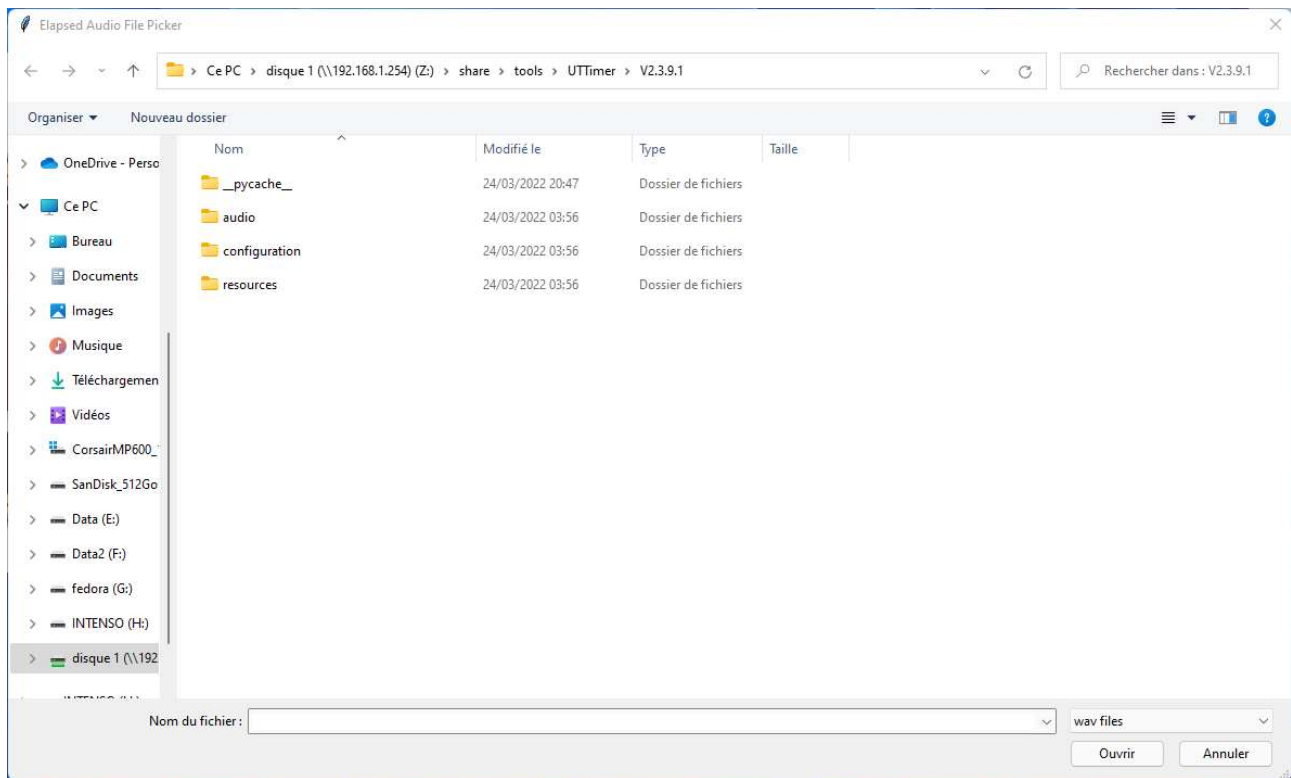 Elapsed Audio File Picker
Ce PC > disque 1 (\\192.168.1.254) (Z:) > share > tools > UTTimer > V2.3.9.1
Rechercher dans : V2.3.9.1
Organiser
Nouveau dossier
Nom Modifié le Type Taille
__pycache__ 24/03/2022 20:47 Dossier de fichiers
audio 24/03/2022 03:56 Dossier de fichiers
configuration 24/03/2022 03:56 Dossier de fichiers
resources 24/03/2022 03:56 Dossier de fichiers
OneDrive - Perso
Ce PC
Bureau
Documents
Images
Musique
Téléchargemen
Vidéos
CorsairMP600_
SanDisk_512Go
Data (E:)
Data2 (F:)
fedora (G:)
INTENSO (H:)
disque 1 (\\192
Nom du fichier :
wav files
Ouvrir Annuler